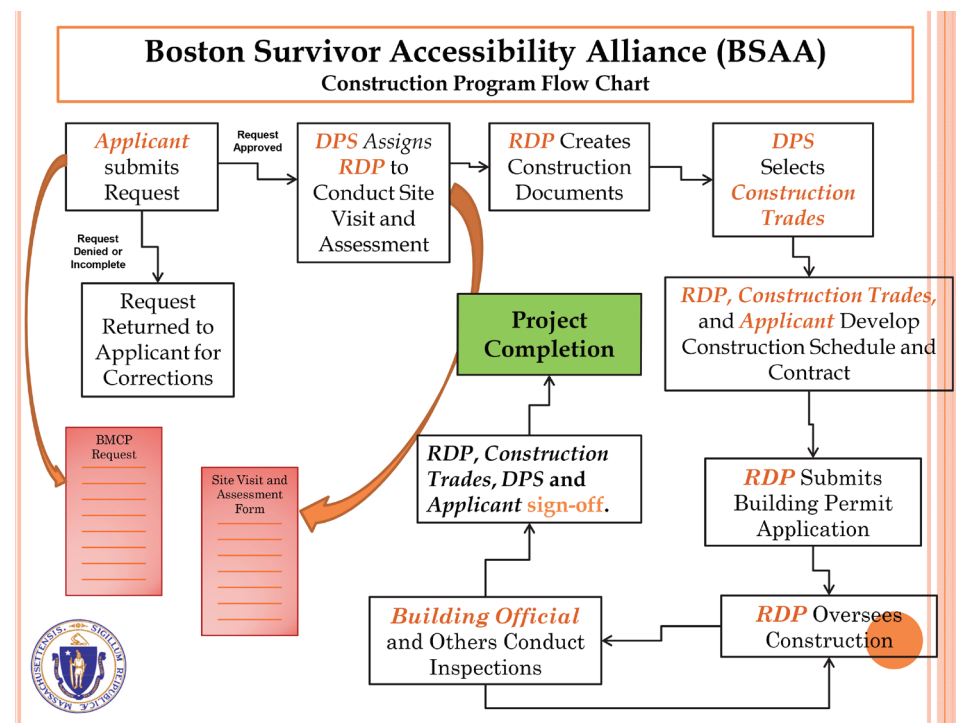 Boston Survivor Accessibility Alliance (BSAA)
Construction Program Flow Chart
Applicant
submits
Request
Request
Approved
DPS Assigns
RDP to
Conduct Site
Visit and
Assessment
RDP Creates
Construction
Documents
DPS
Selects
Construction
Trades
Request
Denied or
Incomplete
Request
Returned to
Applicant for
Corrections
RDP, Construction Trades,
and Applicant Develop
Construction Schedule and
Contract
Project
Completion
BMCP
Request
Site Visit and
Assessment
Form
RDP, Construction
Trades, DPS and
Applicant sign-off.
RDP Submits
Building Permit
Application
Building Official
and Others Conduct
Inspections
RDP Oversees
Construction
SIGILLUM REIPUBLICÆ MASSACHUSETTENSIS.